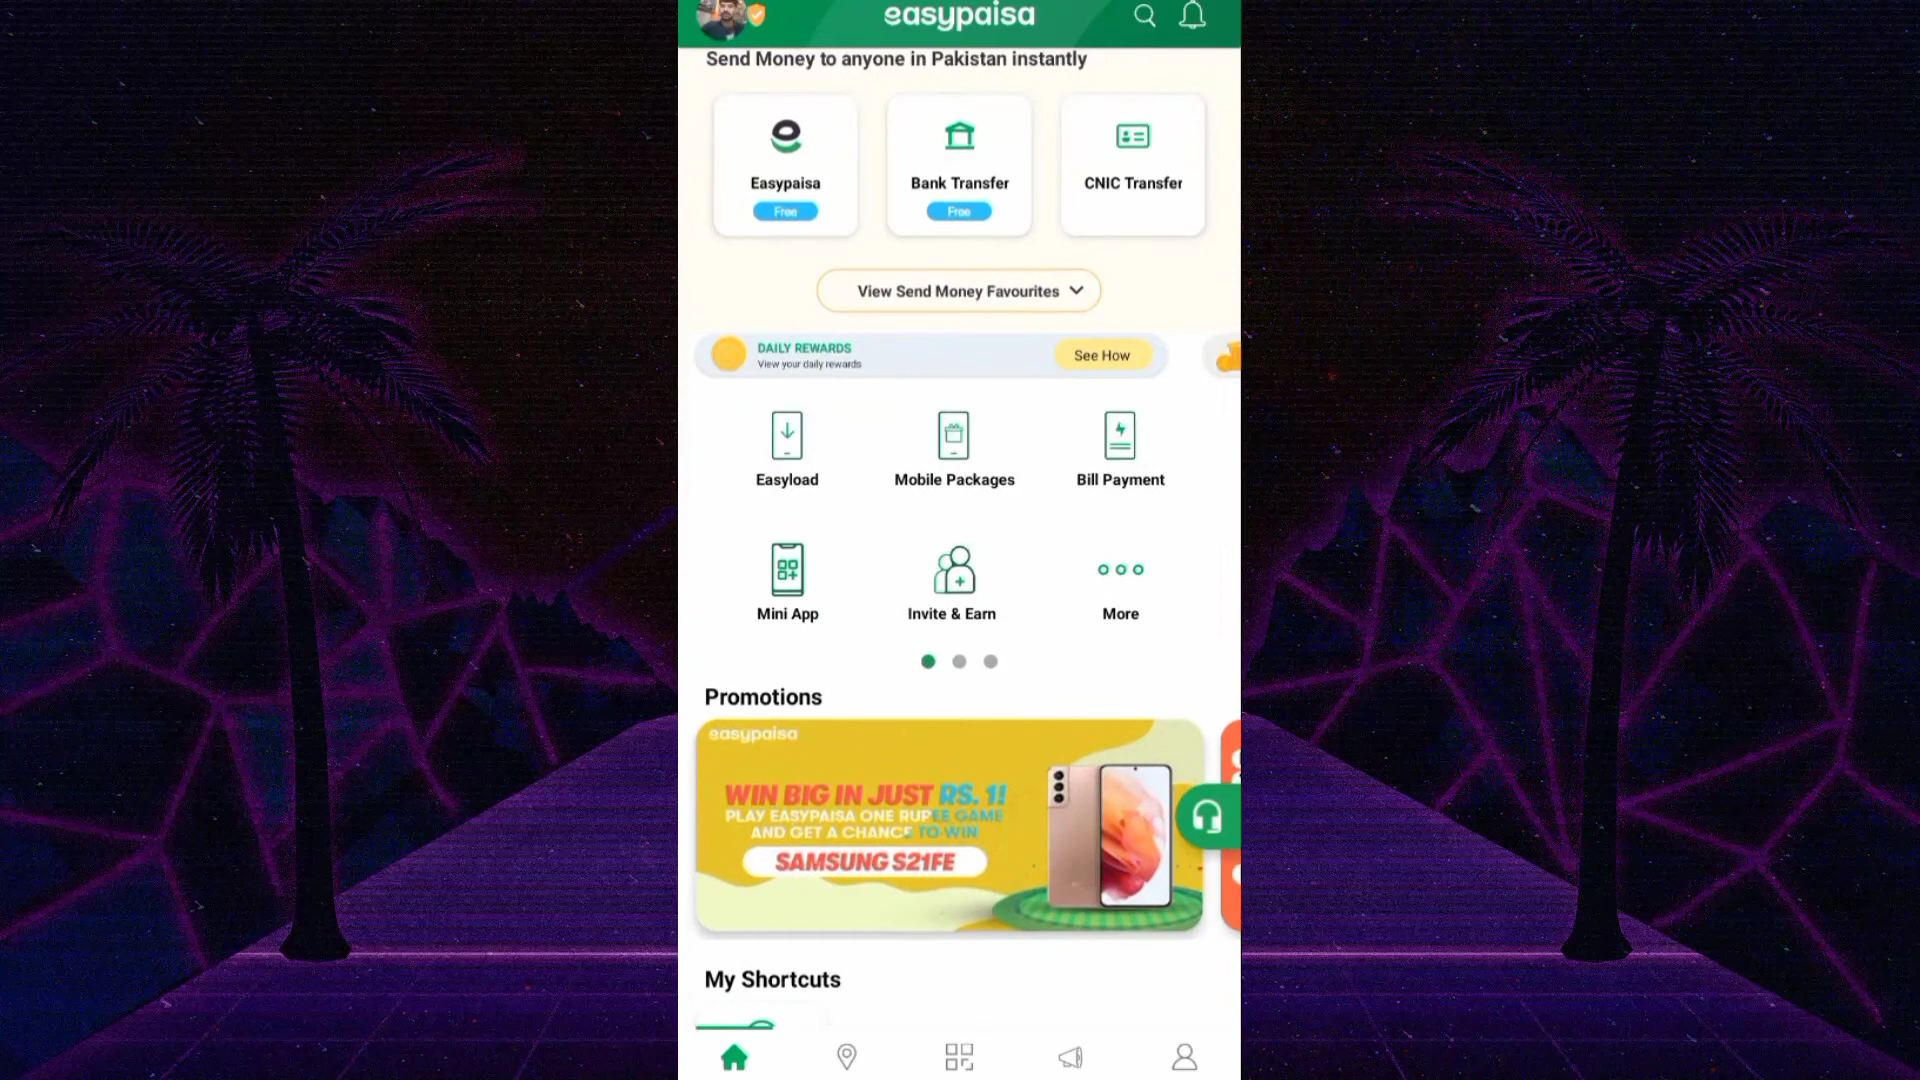 easypaisa
Send Money to anyone in Pakistan instantly
Easypaisa
Free
Bank Transfer
Free
CNIC Transfer
View Send Money Favourites
DAILY REWARDS
View your daily rewards
See How
Easyload
Mobile Packages
Bill Payment
Mini App
Invite & Earn
More
Promotions
easypaisa
WIN BIG IN JUST RS. 1!
PLAY EASYPAISA ONE RUPEE GAME
AND GET A CHANCE TO WIN
SAMSUNG S21FE
My Shortcuts